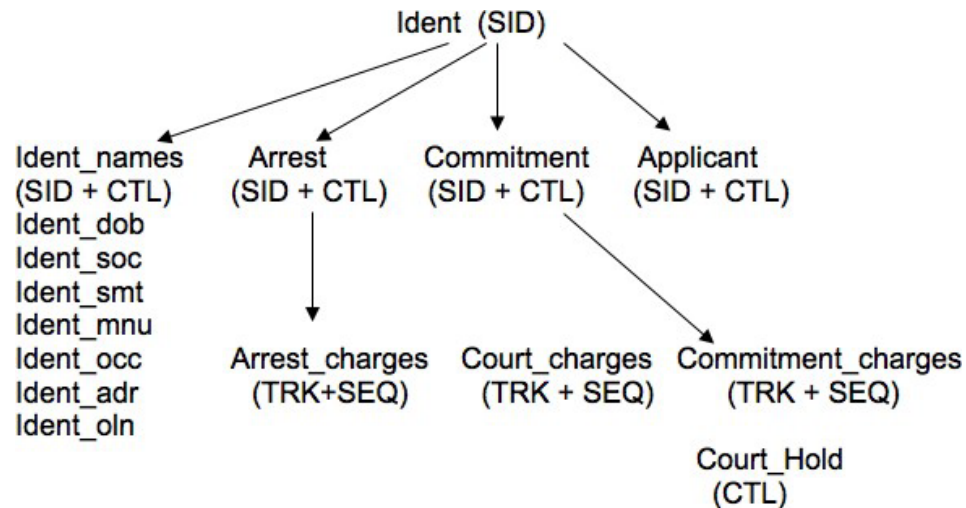 Ident (SID)
Ident_names Arrest Commitment Applicant
(SID + CTL) (SID + CTL) (SID + CTL) (SID + CTL)
Ident_dob
Ident_soc
Ident_smt
Ident_mnu
Ident_occ Arrest_charges Court_charges Commitment_charges
Ident_adr (TRK+SEQ) (TRK + SEQ) (TRK + SEQ)
Ident_oln
Court_Hold
(CTL)